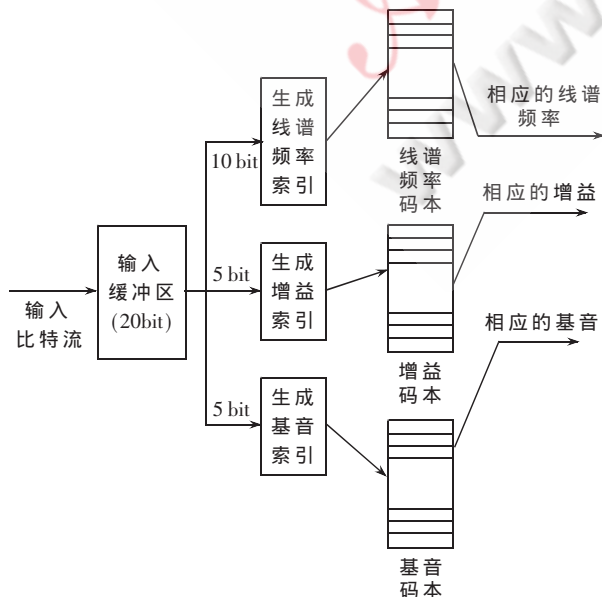 输入
比特流
输入
缓冲区
(20bit)
10 bit
生成
线谱
频率
索引
线谱
频率
码本
相应的线谱
频率
5 bit
生成
增益
索引
增益
码本
相应的增益
5 bit
生成
基音
索引
基音
码本
相应的基音
www